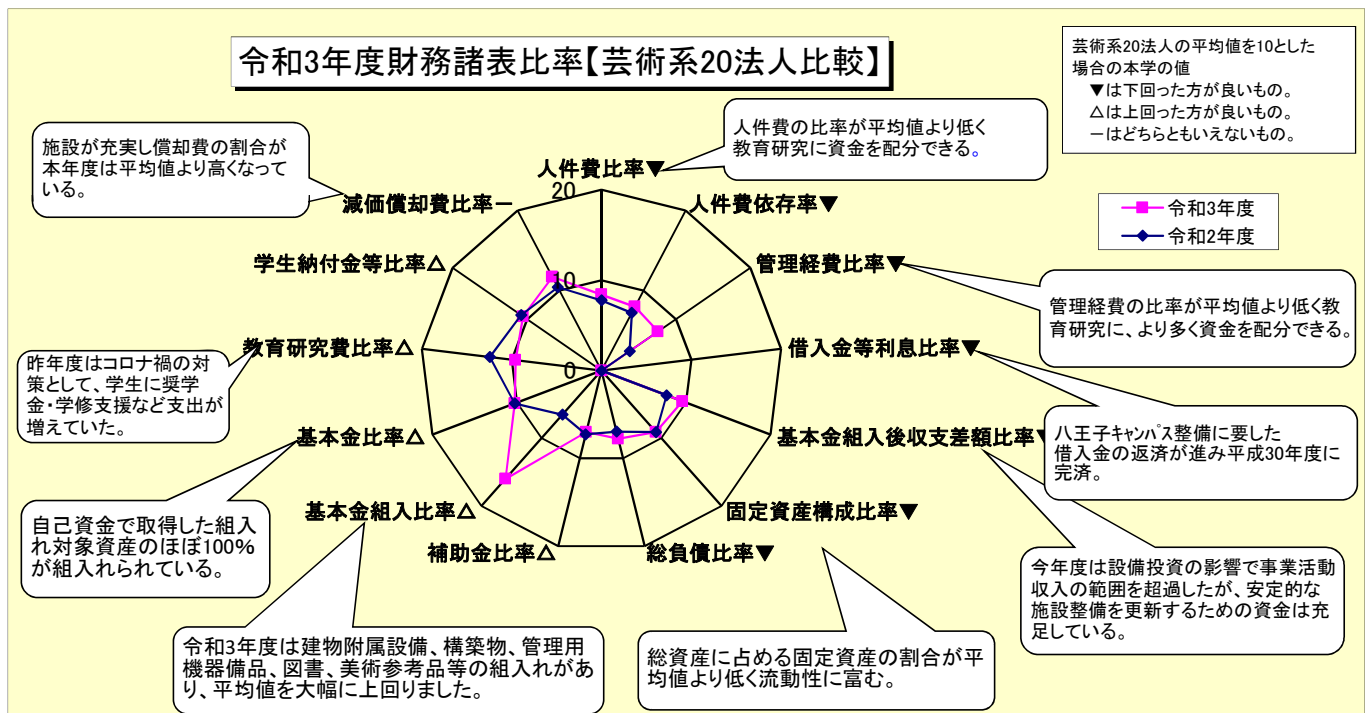 令和3年度財務諸表比率【芸術系20法人比較】
芸術系20法人の平均値を10とした
場合の本学の値
▼は下回った方が良いもの。
△は上回った方が良いもの。
－はどちらともいえないもの。
令和3年度
令和2年度
施設が充実し償却費の割合が
本年度は平均値より高くなって
いる。
人件費の比率が平均値より低く
教育研究に資金を配分できる。
人件費比率▼
人件費依存率▼
管理経費比率▼
借入金等利息比率▼
基本金組入後収支差額比率▼
固定資産構成比率▼
総負債比率▼
補助金比率△
基本金組入比率△
基本金比率△
教育研究費比率△
学生納付金等比率△
減価償却費比率－
20
10
0
管理経費の比率が平均値より低く教
育研究に、より多く資金を配分できる。
八王子キャンパス整備に要した
借入金の返済が進み平成30年度に
完済。
今年度は設備投資の影響で事業活動
収入の範囲を超過したが、安定的な
施設整備を更新するための資金は充
足している。
総資産に占める固定資産の割合が平
均値より低く流動性に富む。
令和3年度は建物附属設備、構築物、管理用
機器備品、図書、美術参考品等の組入れがあ
り、平均値を大幅に上回りました。
自己資金で取得した組入
れ対象資産のほぼ100%
が組入れられている。
昨年度はコロナ禍の対
策として、学生に奨学
金・学修支援など支出が
増えていた。